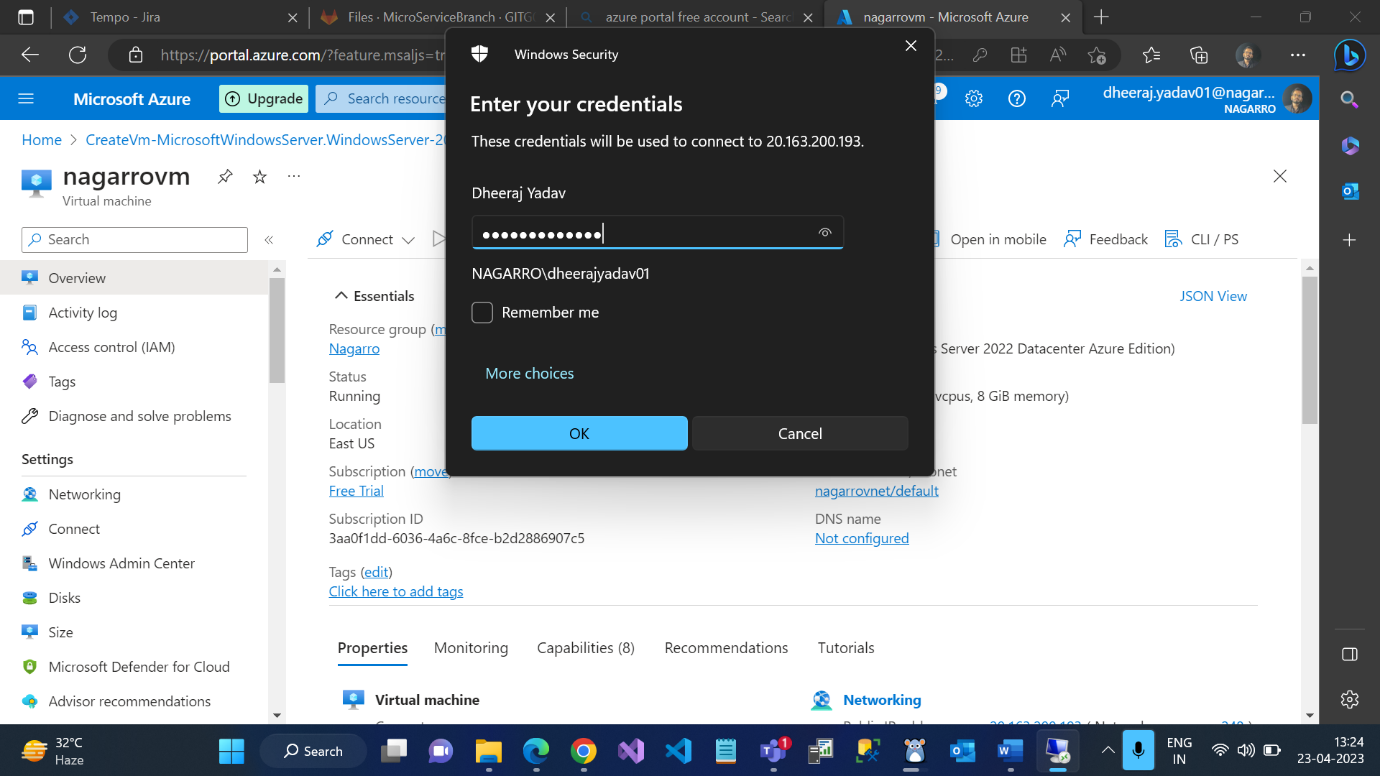 Tempo - Jira
Files · MicroServiceBranch · GITG
azure portal free account - Searc
nagarrovm - Microsoft Azure
https://portal.azure.com/?feature.msaljs=tr
2...
Microsoft Azure
Upgrade
Search resource
9
dheeraj.yadav01@nagar...
NAGARRO
Home > CreateVm-MicrosoftWindowsServer.WindowsServer-20
nagarrovm
Virtual machine
Search
Connect
Open in mobile
Feedback
CLI / PS
Overview
Activity log
Access control (IAM)
Tags
Diagnose and solve problems
Settings
Networking
Connect
Windows Admin Center
Disks
Size
Microsoft Defender for Cloud
Advisor recommendations
Essentials
JSON View
Resource group (m
Nagarro
s Server 2022 Datacenter Azure Edition)
Status
Running
vcpus, 8 GiB memory)
Location
East US
Subscription (move)
Free Trial
onet
nagarrovnet/default
Subscription ID
3aa0f1dd-6036-4a6c-8fce-b2d2886907c5
DNS name
Not configured
Tags (edit)
Click here to add tags
Properties
Monitoring
Capabilities (8)
Recommendations
Tutorials
Virtual machine
Networking
Windows Security
Enter your credentials
These credentials will be used to connect to 20.163.200.193.
Dheeraj Yadav
•••••••••••••
NAGARRO\dheerajyadav01
Remember me
More choices
OK
Cancel
32°C
Haze
Search
1
ENG
IN
13:24
23-04-2023